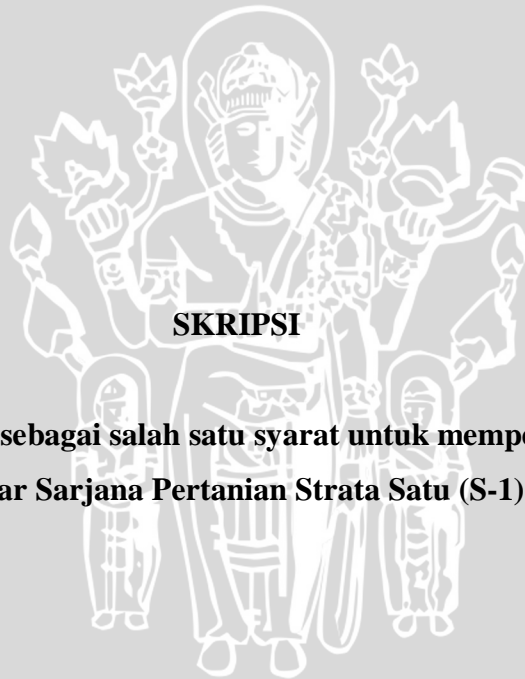 SKRIPSI
sebagai salah satu syarat untuk
Sarjana Pertanian Strata Satu (S-1)